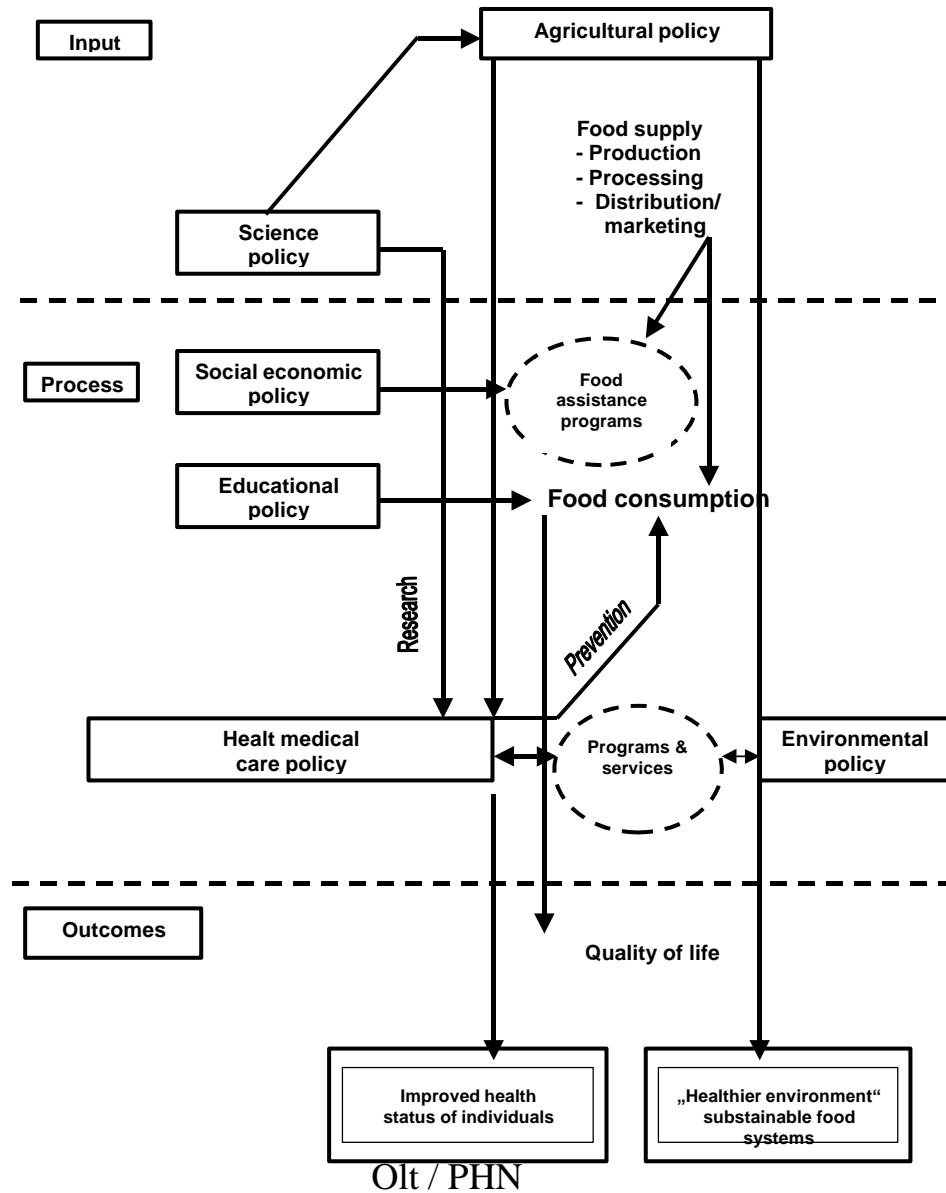 Input
Agricultural policy
Food supply
- Production
- Processing
- Distribution/
marketing
Science
policy
Process
Social economic
policy
Food
assistance
programs
Educational
policy
Food consumption
Research
Prevention
Healt medical
care policy
Programs &
services
Environmental
policy
Outcomes
Quality of life
Improved health
status of individuals
„Healthier environment“
substainable food
systems
Olt / PHN